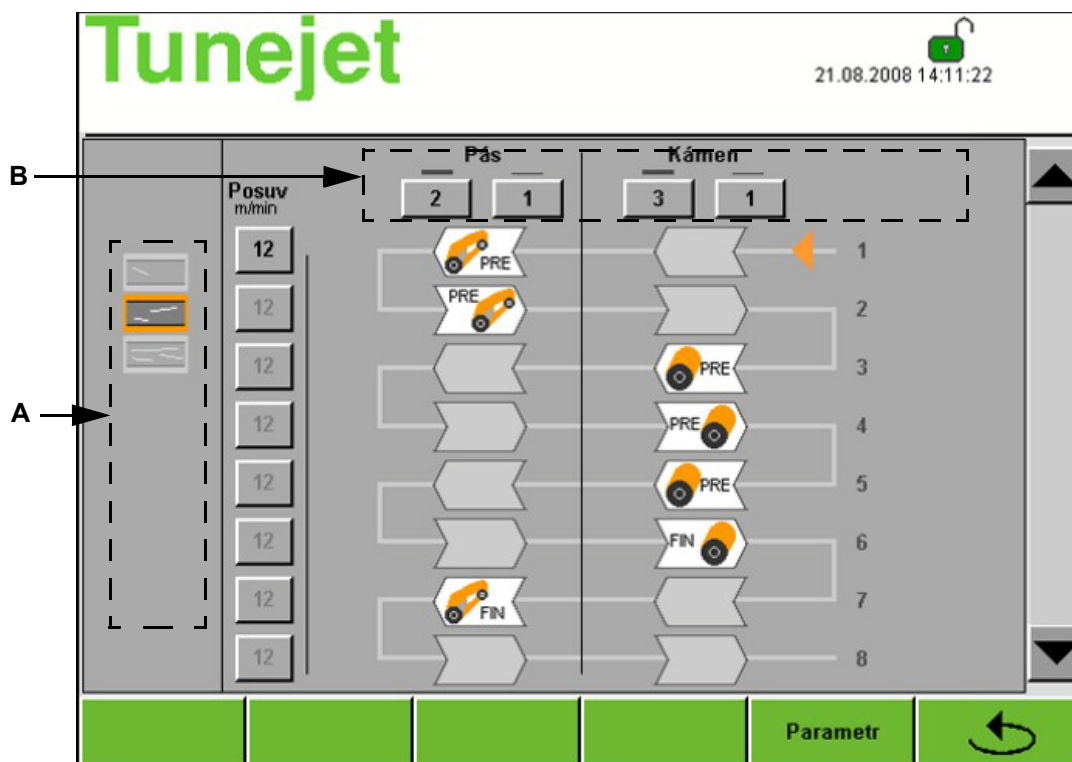 Tunejet
21.08.2008 14:11:22
B
Pás
Kámen
Posuv
m/min
2 1 3 1
12 PRE 1
12 PRE 2
12 PRE 3
A
12 PRE 4
12 PRE 5
12 FIN 6
12 FIN 7
12 8
Parametr